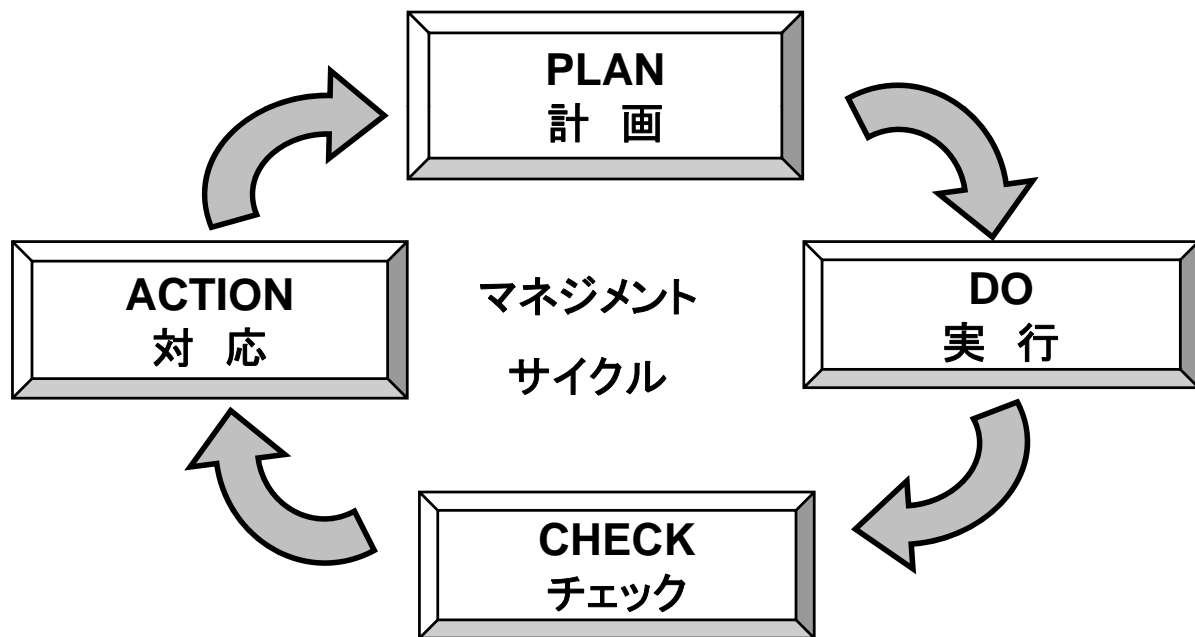 PLAN
計 画
ACTION
対 応
マネジメント
サイクル
DO
実 行
CHECK
チェック